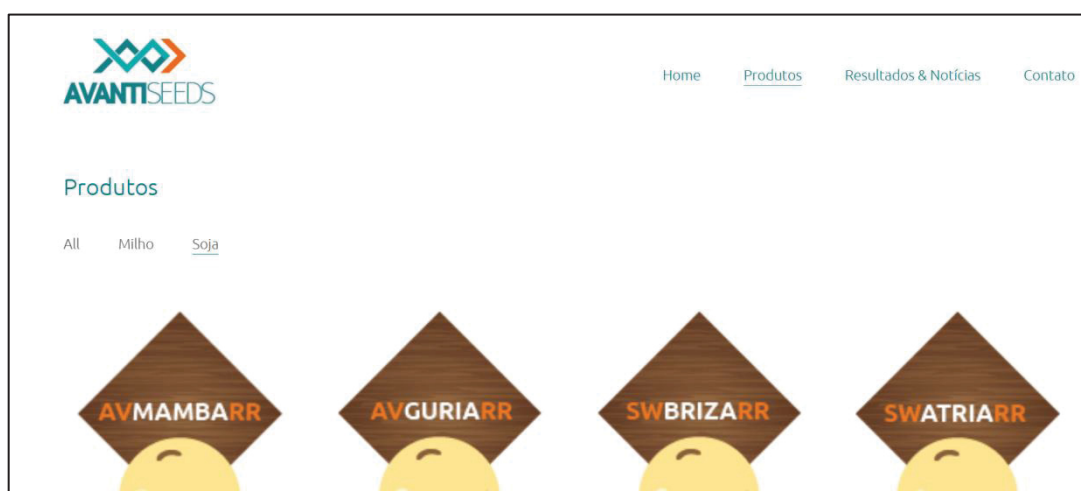 AVANTISEEDS
Home Produtos Resultados & Notícias Contato
Produtos
All Milho Soja
AVMAMBARR AVGURIARR SWBRIZARR SWATRIARR